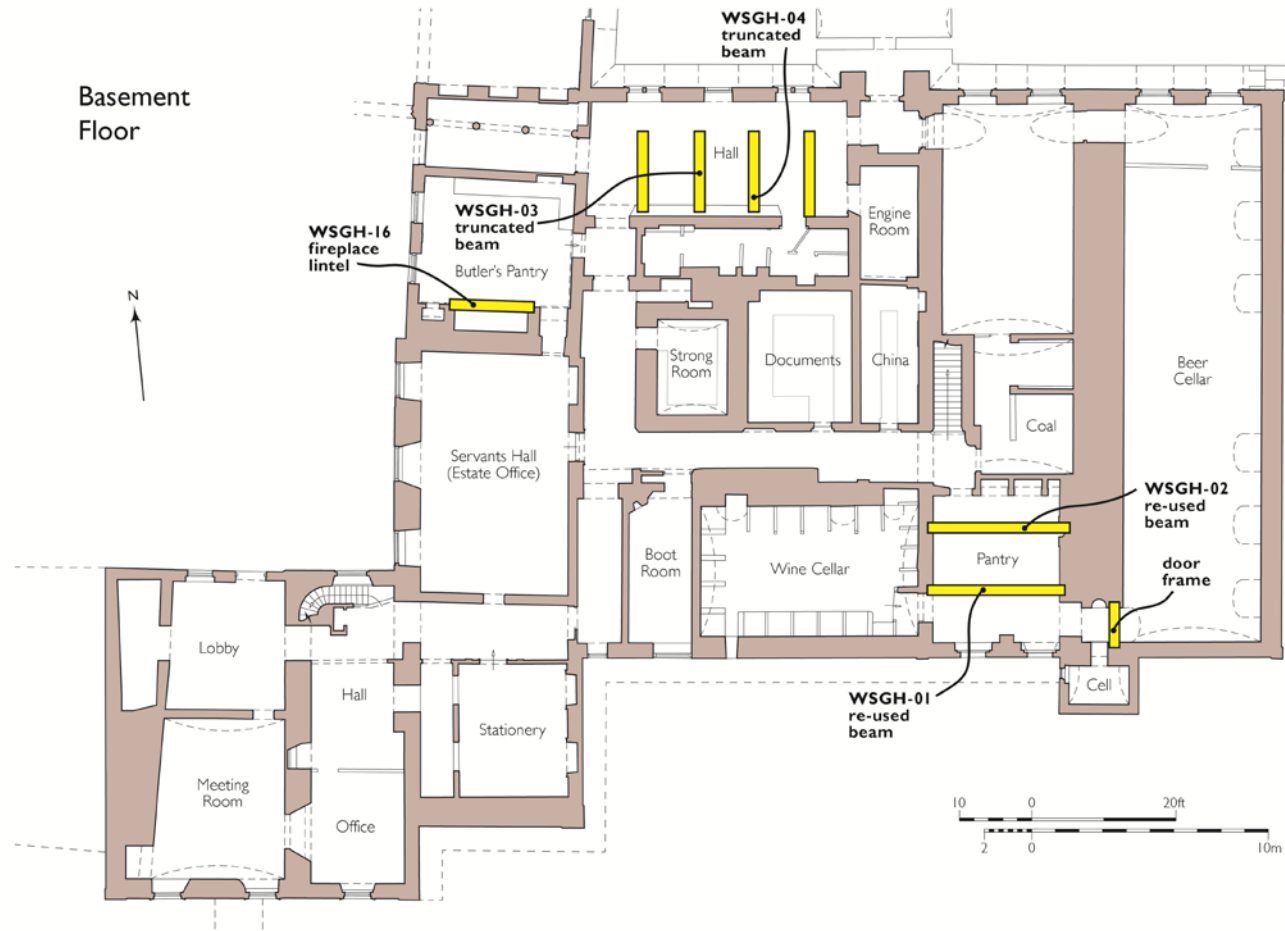 Basement
Floor
WSGH-04
truncated
beam
Hall
WSGH-03
truncated
beam
Engine
Room
WSGH-16
fireplace
lintel
Butler's Pantry
N
Strong
Room
Documents
China
Beer
Cellar
Coal
Servants Hall
(Estate Office)
WSGH-02
re-used
beam
Boot
Room
Wine Cellar
Pantry
door
frame
Lobby
Hall
Cell
WSGH-01
re-used
beam
Stationery
Meeting
Room
Office
10 0 20ft
2 0 10m